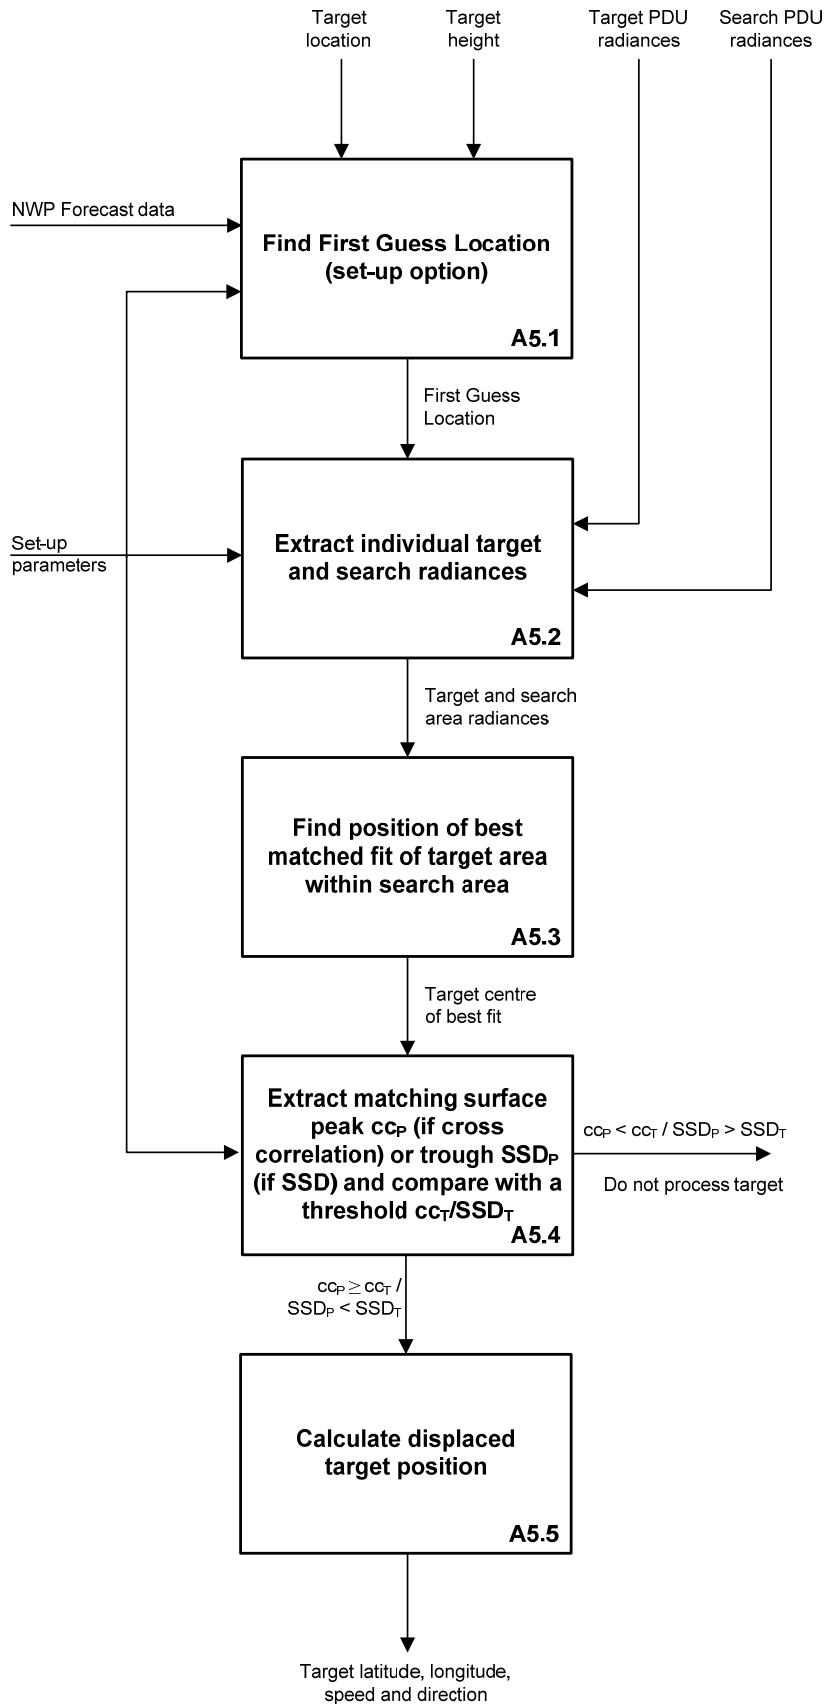 Target
location
Target
height
Target PDU
radiances
Search PDU
radiances
NWP Forecast data
Find First Guess Location
(set-up option)
A5.1
First Guess
Location
Set-up
parameters
Extract individual target
and search radiances
A5.2
Target and search
area radiances
Find position of best
matched fit of target area
within search area
A5.3
Target centre
of best fit
Extract matching surface
peak ccP (if cross
correlation) or trough SSDP
(if SSD) and compare with a
threshold ccT/SSDT
A5.4
ccP < ccT / SSDP > SSDT
Do not process target
ccP ≥ ccT /
SSDP < SSDT
Calculate displaced
target position
A5.5
Target latitude, longitude,
speed and direction